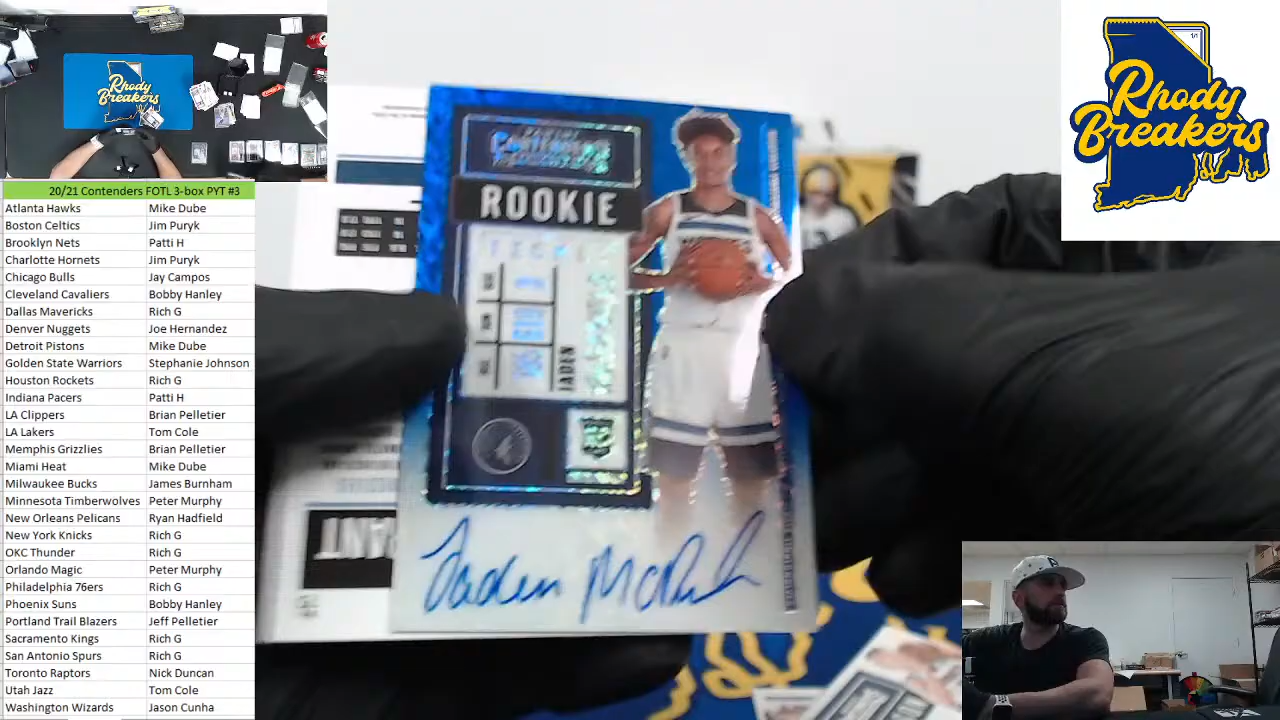 Rhody
Breakers
Rhody
Breakers
1/1
20/21 Contenders FOTL 3-box PYT #3
Atlanta Hawks Mike Dube
Boston Celtics Jim Puryk
Brooklyn Nets Patti H
Charlotte Hornets Jim Puryk
Chicago Bulls Jay Campos
Cleveland Cavaliers Bobby Hanley
Dallas Mavericks Rich G
Denver Nuggets Joe Hernandez
Detroit Pistons Mike Dube
Golden State Warriors Stephanie Johnson
Houston Rockets Rich G
Indiana Pacers Patti H
LA Clippers Brian Pelletier
LA Lakers Tom Cole
Memphis Grizzlies Brian Pelletier
Miami Heat Mike Dube
Milwaukee Bucks James Burnham
Minnesota Timberwolves Peter Murphy
New Orleans Pelicans Ryan Hadfield
New York Knicks Rich G
OKC Thunder Rich G
Orlando Magic Peter Murphy
Philadelphia 76ers Rich G
Phoenix Suns Bobby Hanley
Portland Trail Blazers Jeff Pelletier
Sacramento Kings Rich G
San Antonio Spurs Rich G
Toronto Raptors Nick Duncan
Utah Jazz Tom Cole
Washington Wizards Jason Cunha
Contenders
ROOKIE
TICKET
JADEN
Jaden McD